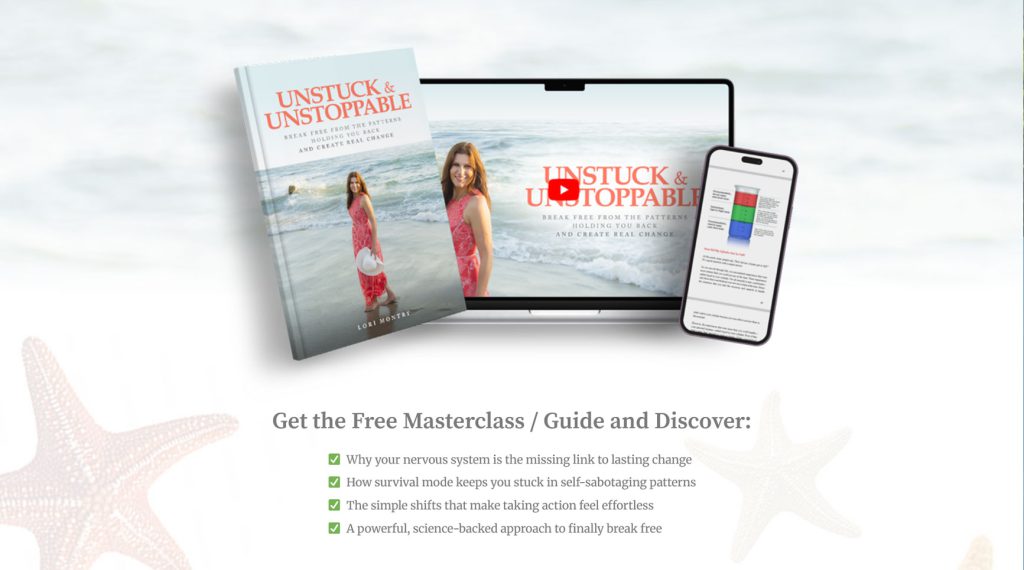 UNSTUCK &
UNSTOPPABLE
BREAK FREE FROM THE PATTERNS
HOLDING YOU BACK
AND CREATE REAL CHANGE
LORI MONTRY
UNSTUCK &
UNSTOPPABLE
BREAK FREE FROM THE PATTERNS
HOLDING YOU BACK
AND CREATE REAL CHANGE
Get the Free Masterclass / Guide and Discover:
Why your nervous system is the missing link to lasting change
How survival mode keeps you stuck in self-sabotaging patterns
The simple shifts that make taking action feel effortless
A powerful, science-backed approach to finally break free